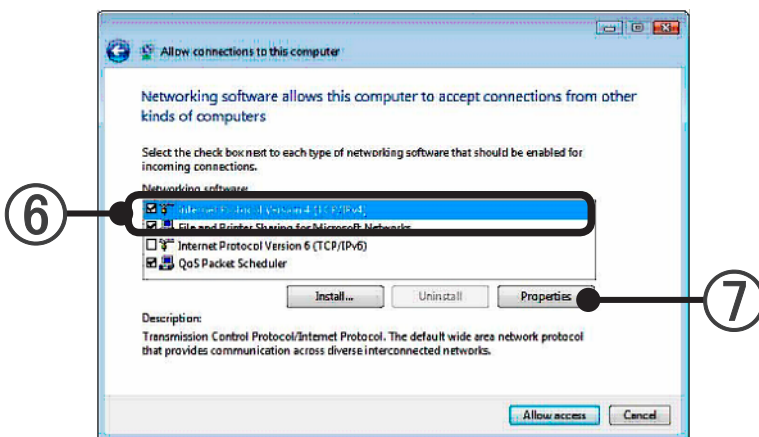 Allow connections to this computer
Networking software allows this computer to accept connections from other
kinds of computers
Select the check box next to each type of networking software that should be enabled for
incoming connections.
Networking software:
Internet Protocol Version 4 (TCP/IPv4)
File and Printer Sharing for Microsoft Networks
Internet Protocol Version 6 (TCP/IPv6)
QoS Packet Scheduler
6
Install... Uninstall Properties
7
Description:
Transmission Control Protocol/Internet Protocol. The default wide area network protocol
that provides communication across diverse interconnected networks.
Allow access Cancel